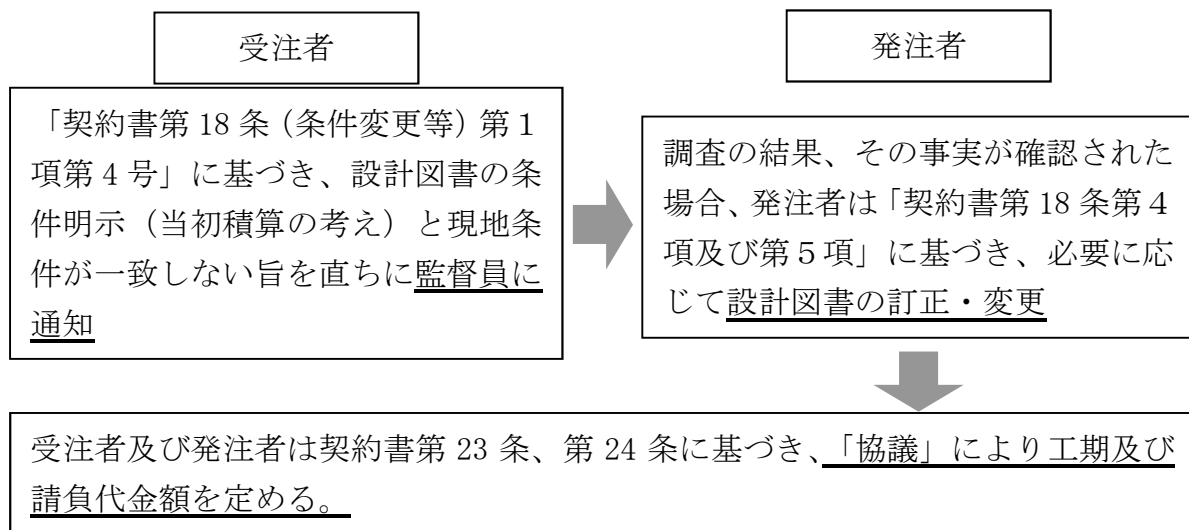 受注者
「契約書第 18 条（条件変更等）第１
項第 4 号」に基づき、設計図書の条
件明示（当初積算の考え）と現地条
件が一致しない旨を直ちに監督員に
通知
発注者
調査の結果、その事実が確認された
場合、発注者は「契約書第 18 条第４
項及び第５項」に基づき、必要に応
じて設計図書の訂正・変更
受注者及び発注者は契約書第 23 条、第 24 条に基づき、「協議」により工期及び
請負代金額を定める。